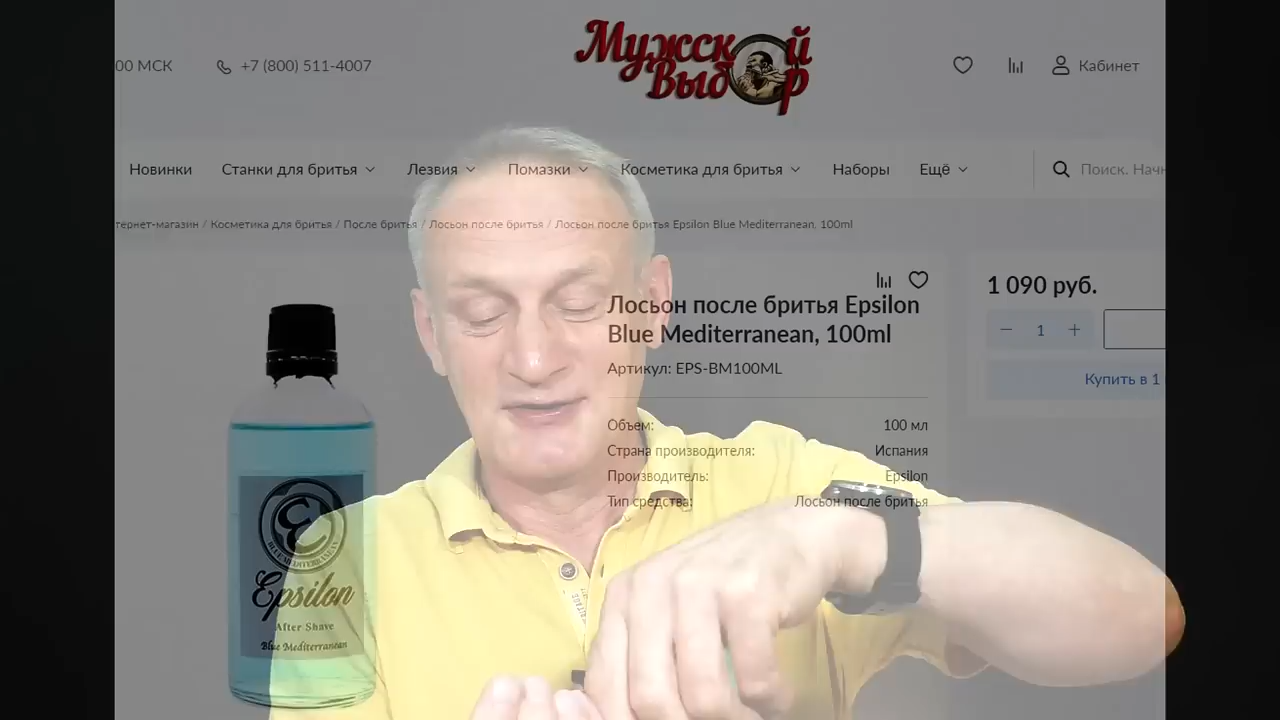 00 МСК
+7 (800) 511-4007
Мужской
Выбор
Кабинет
Новинки
Станки для бритья
Лезвия
Помазки
Косметика для бритья
Наборы
Ещё
Поиск. Начн
тернет-магазин / Косметика для бритья / После бритья / Лосьон после бритья / Лосьон после бритья Epsilon Blue Mediterranean, 100ml
Лосьон после бритья Epsilon
Blue Mediterranean, 100ml
Артикул: EPS-BM100ML
Объем: 100 мл
Страна производителя: Испания
Производитель: Epsilon
Тип средства: Лосьон после бритья
1 090 руб.
1
Купить в 1
BLUE MEDITERRANEAN
Epsilon
After Shave
Blue Mediterranean